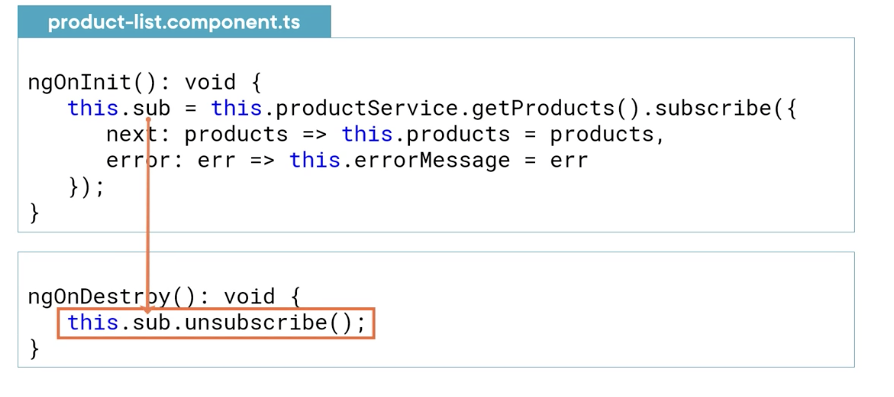 product-list.component.ts
ngOnInit(): void {
this.sub = this.productService.getProducts().subscribe({
next: products => this.products = products,
error: err => this.errorMessage = err
});
}
ngOnDestroy(): void {
this.sub.unsubscribe();
}